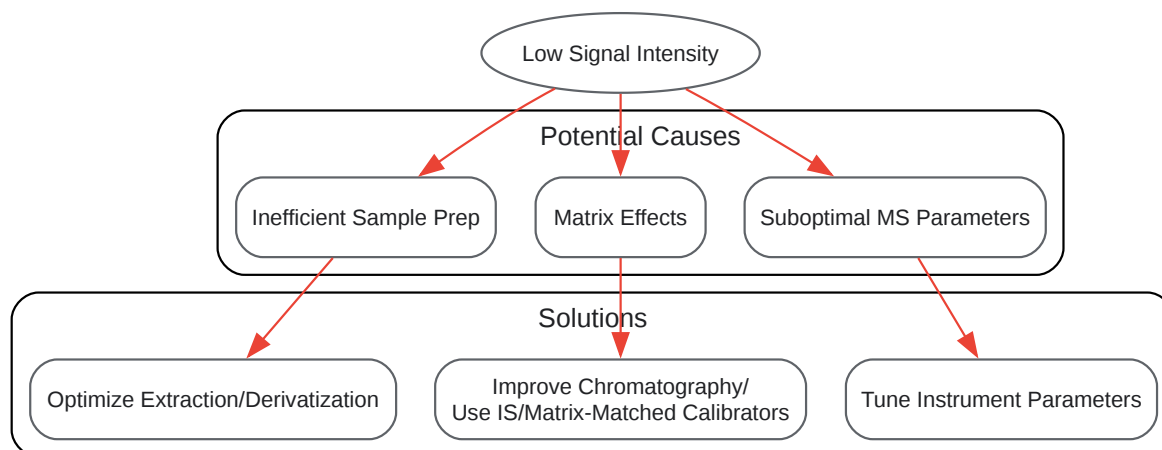 Low Signal Intensity
Potential Causes
Inefficient Sample Prep
Matrix Effects
Suboptimal MS Parameters
Solutions
Optimize Extraction/Derivatization
Improve Chromatography/
Use IS/Matrix-Matched Calibrators
Tune Instrument Parameters